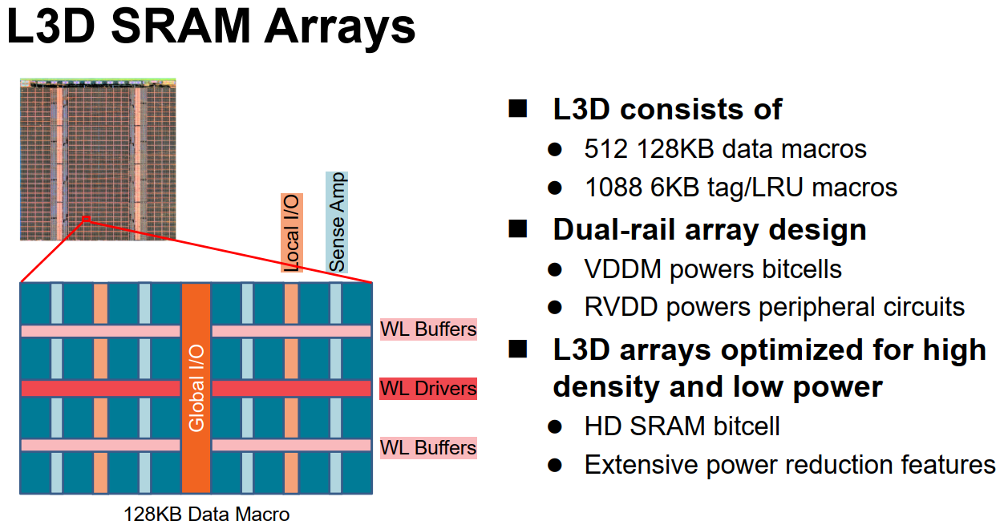 L3D SRAM Arrays
Local I/O
Sense Amp
WL Buffers
Global I/O
WL Drivers
WL Buffers
128KB Data Macro
■ L3D consists of
● 512 128KB data macros
● 1088 6KB tag/LRU macros
■ Dual-rail array design
● VDDM powers bitcells
● RVDD powers peripheral circuits
■ L3D arrays optimized for high
density and low power
● HD SRAM bitcell
● Extensive power reduction features